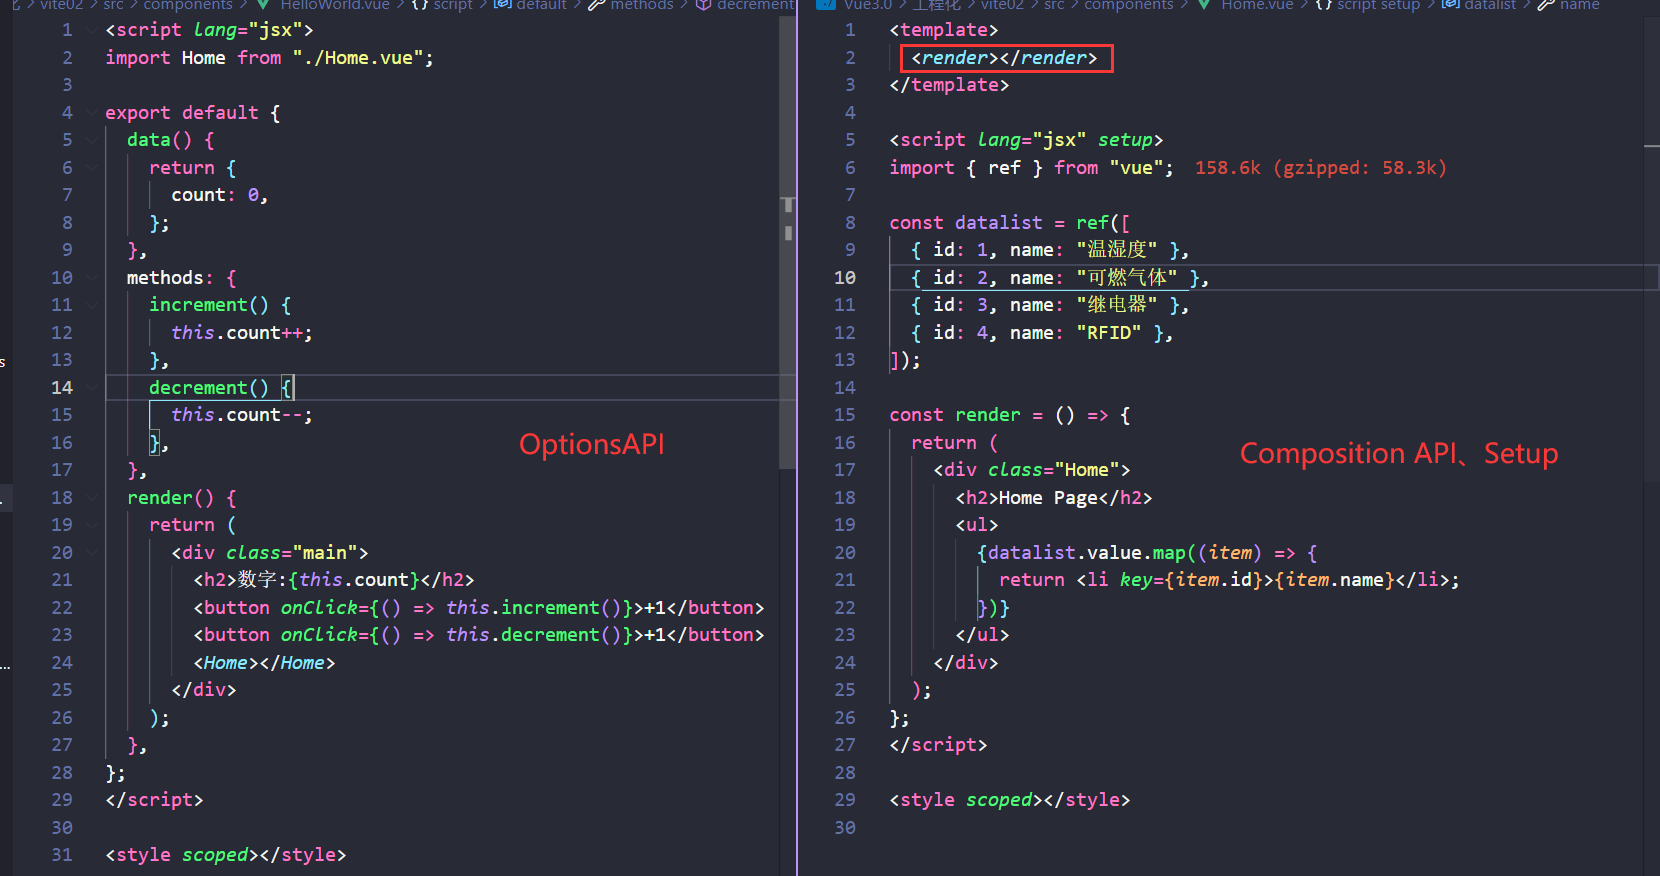 vite02 > src > components > HelloWorld.vue > {} script > default > methods > decrement
1 <script lang="jsx">
2 import Home from "./Home.vue";
3
4 export default {
5 data() {
6 return {
7 count: 0,
8 };
9 },
10 methods: {
11 increment() {
12 this.count++;
13 },
14 decrement() {
15 this.count--;
16 },
17 },
18 render() {
19 return (
20 <div class="main">
21 <h2>数字:{this.count}</h2>
22 <button onClick={() => this.increment()}>+1</button>
23 <button onClick={() => this.decrement()}>+1</button>
24 <Home></Home>
25 </div>
26 );
27 },
28 };
29 </script>
30
31 <style scoped></style>
OptionsAPI
Vue3.0 > 工程化 > vite02 > src > components > Home.vue > {} script setup > datalist > name
1 <template>
2 <render></render>
3 </template>
4
5 <script lang="jsx" setup>
6 import { ref } from "vue"; 158.6k (gzipped: 58.3k)
7
8 const datalist = ref([
9 { id: 1, name: "温湿度" },
10 { id: 2, name: "可燃气体" },
11 { id: 3, name: "继电器" },
12 { id: 4, name: "RFID" },
13 ]);
14
15 const render = () => {
16 return (
17 <div class="Home">
18 <h2>Home Page</h2>
19 <ul>
20 {datalist.value.map((item) => {
21 return <li key={item.id}>{item.name}</li>;
22 })}
23 </ul>
24 </div>
25 );
26 };
27 </script>
28
29 <style scoped></style>
30
Composition API、Setup